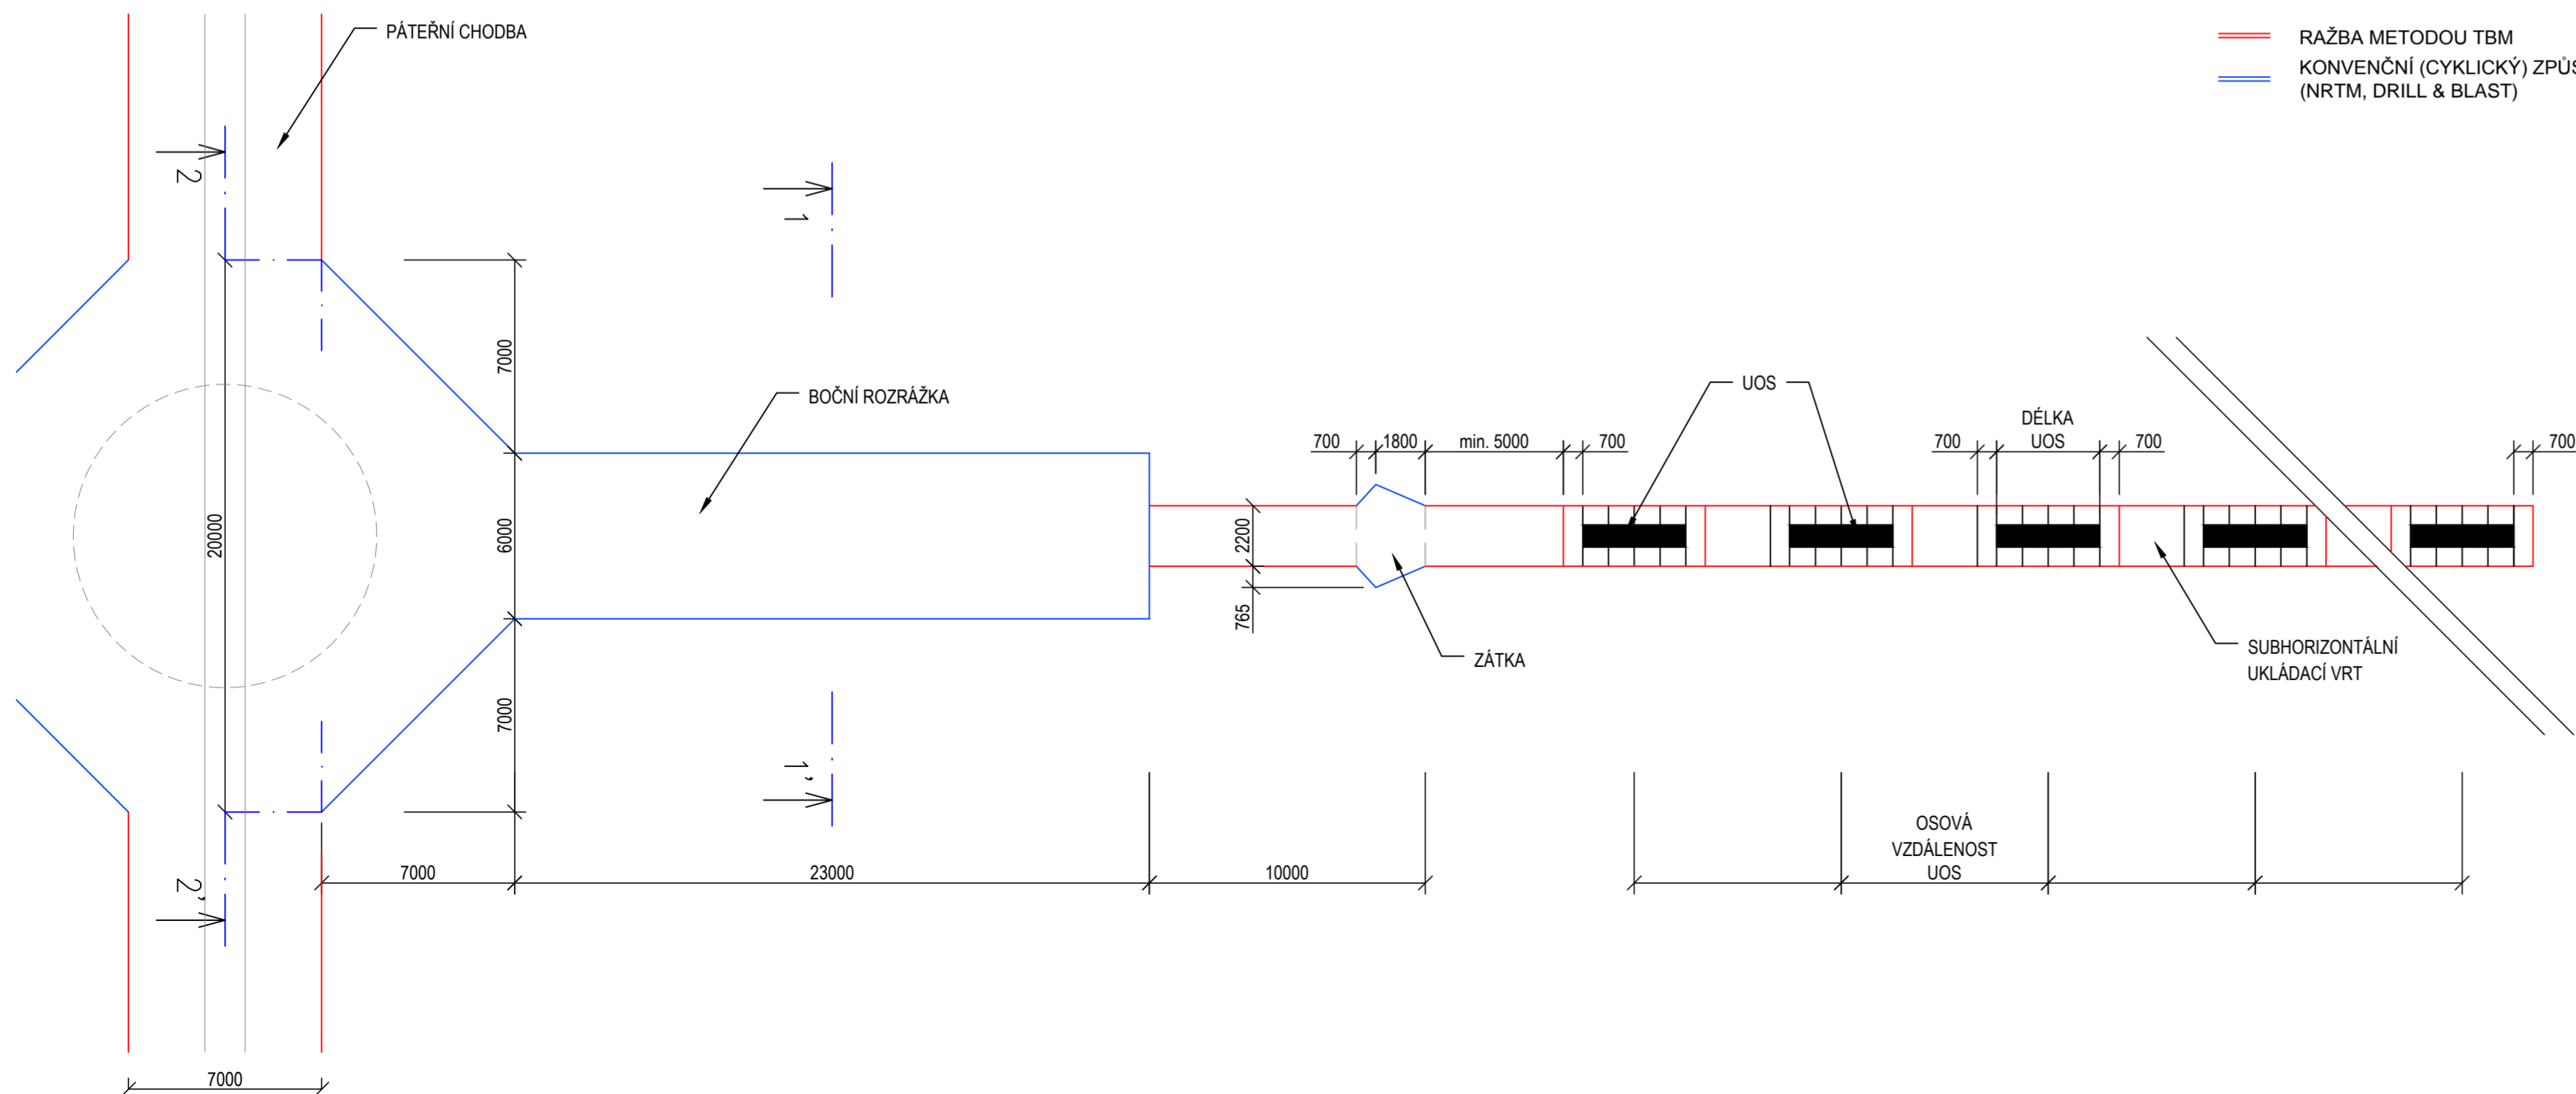 PÁTEŘNÍ CHODBA
RAŽBA METODOU TBM
KONVENČNÍ (CYKLICKÝ)
(NRTM, DRILL & BLAST)
2
1
7000
BOČNÍ ROZRÁŽKA
UOS
DÉLKA
UOS
700
1800
min. 5000
700
700
700
700
20000
6000
2200
765
ZÁTKA
SUBHORIZONTÁLNÍ
UKLÁDACÍ VRT
7000
1'
2'
OSOVÁ
VZDÁLENOST
UOS
7000
23000
10000
7000